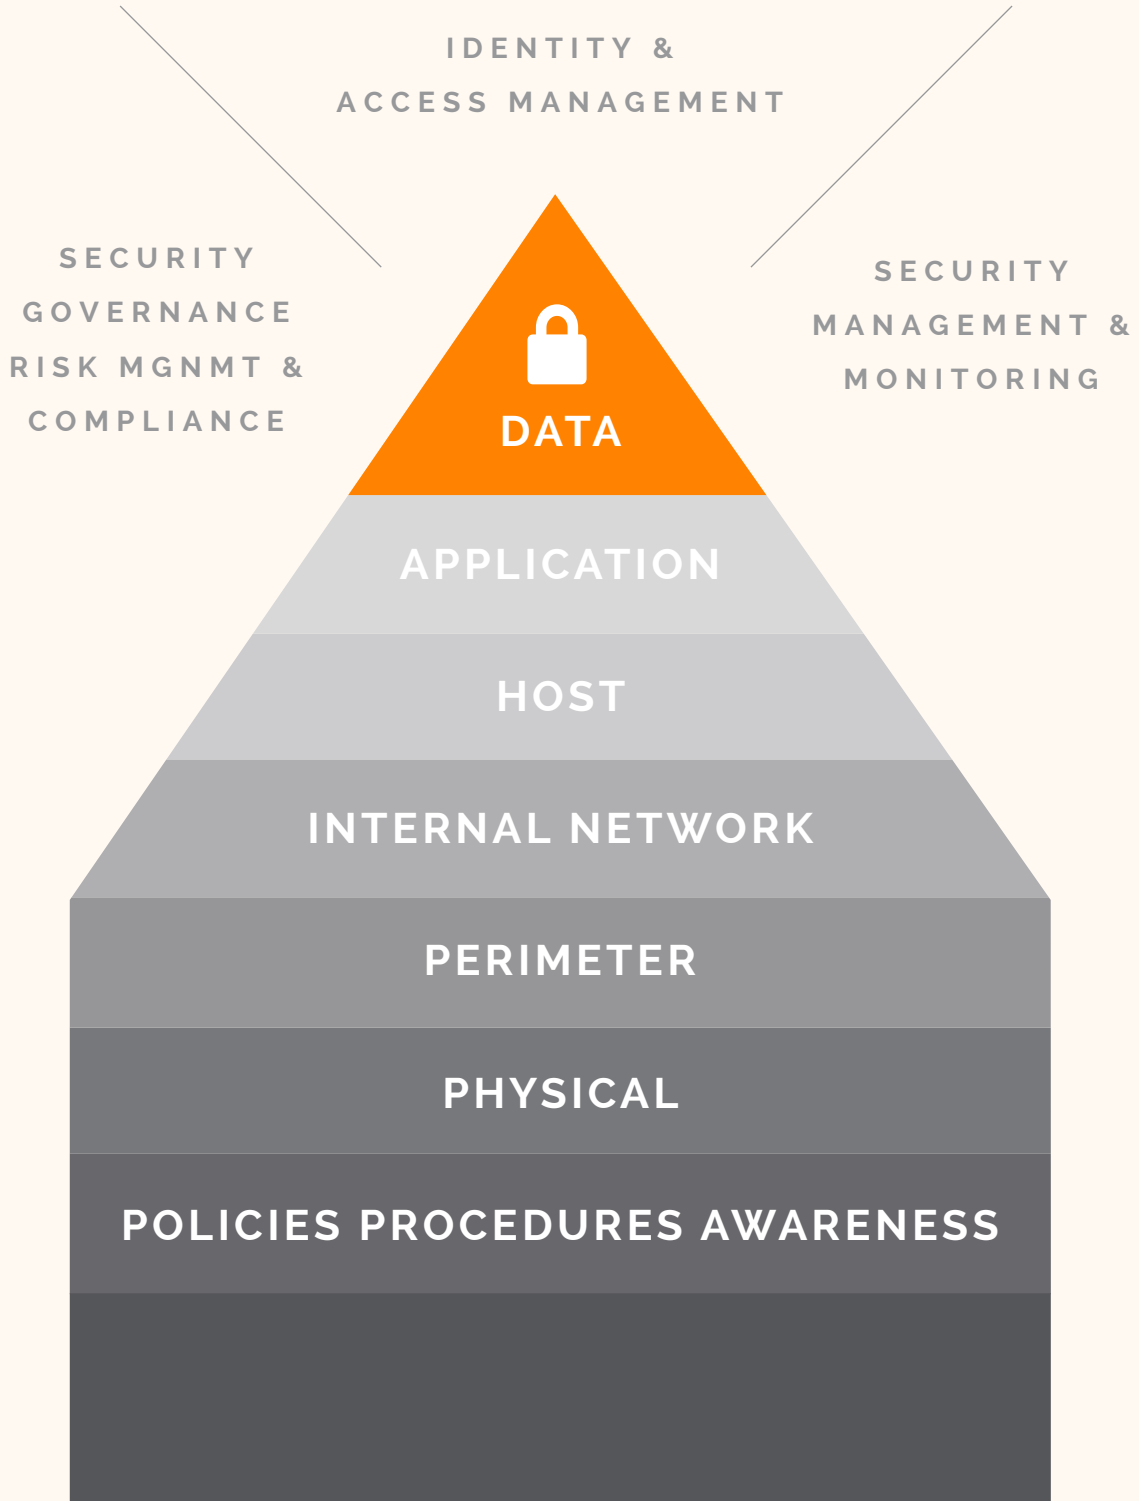 IDENTITY &
ACCESS MANAGEMENT
SECURITY
GOVERNANCE
RISK MGNMT &
COMPLIANCE
SECURITY
MANAGEMENT &
MONITORING
DATA
APPLICATION
HOST
INTERNAL NETWORK
PERIMETER
PHYSICAL
POLICIES PROCEDURES AWARENESS